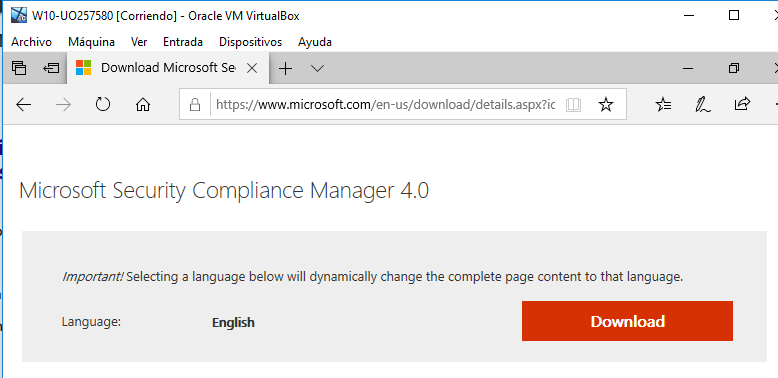 W10-UO257580 [Corriendo] - Oracle VM VirtualBox
Archivo Máquina Ver Entrada Dispositivos Ayuda
Download Microsoft Se
https://www.microsoft.com/en-us/download/details.aspx?ic
Microsoft Security Compliance Manager 4.0
Important! Selecting a language below will dynamically change the complete page content to that language.
Language: English Download